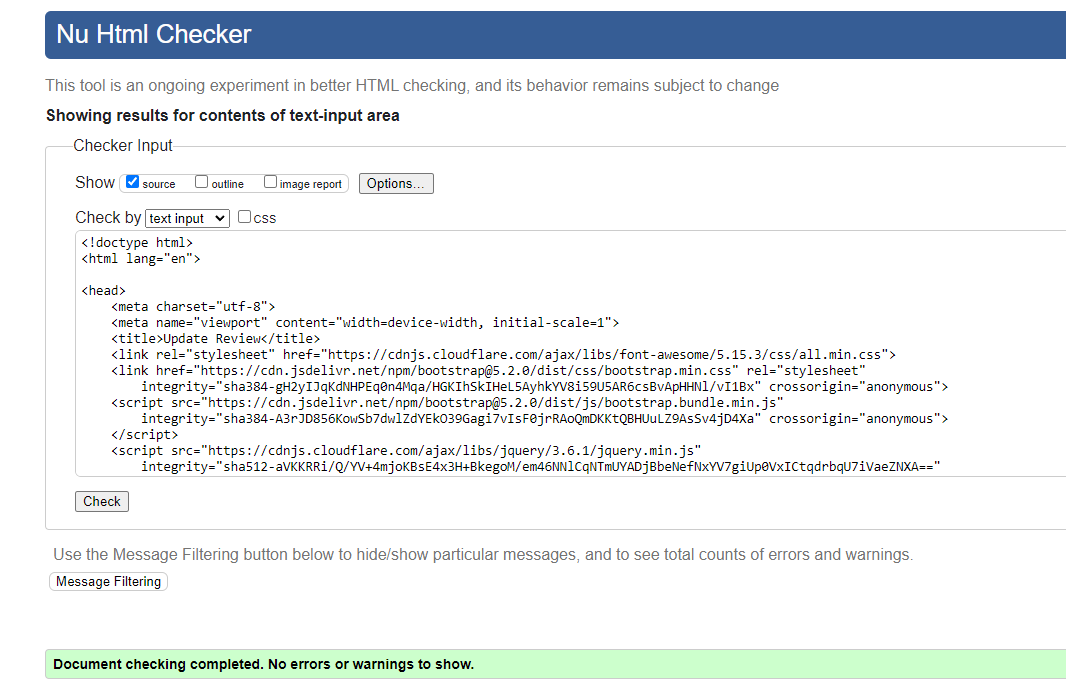 Nu Html Checker
This tool is an ongoing experiment in better HTML checking, and its behavior remains subject to change
Showing results for contents of text-input area
Checker Input
Show source outline image report Options...
Check by text input css
<!doctype html>
<html lang="en">
<head>
<meta charset="utf-8">
<meta name="viewport" content="width=device-width, initial-scale=1">
<title>Update Review</title>
<link rel="stylesheet" href="https://cdnjs.cloudflare.com/ajax/libs/font-awesome/5.15.3/css/all.min.css">
<link href="https://cdn.jsdelivr.net/npm/bootstrap@5.2.0/dist/css/bootstrap.min.css" rel="stylesheet"
integrity="sha384-gH2yIJqKdNHPEq0n4Mqa/HGKIhSkIHeL5AyhkYV8i59U5AR6csBvApHHNl/vI1Bx" crossorigin="anonymous">
<script src="https://cdn.jsdelivr.net/npm/bootstrap@5.2.0/dist/js/bootstrap.bundle.min.js"
integrity="sha384-A3rJD856KowSb7dwlZdYEkO39Gagi7vIsF0jrRAoQmDKKtQBHUuLZ9AsSv4jD4Xa" crossorigin="anonymous">
</script>
<script src="https://cdnjs.cloudflare.com/ajax/libs/jquery/3.6.1/jquery.min.js"
integrity="sha512-aVKKRRi/Q/YV+4mjoKBsE4x3H+BkegoM/em46NNlCqNTmUYADjBbeNefNxYV7giUp0VxICtqdrbqU7iVaeZNXA=="
Check
Use the Message Filtering button below to hide/show particular messages, and to see total counts of errors and warnings.
Message Filtering
Document checking completed. No errors or warnings to show.